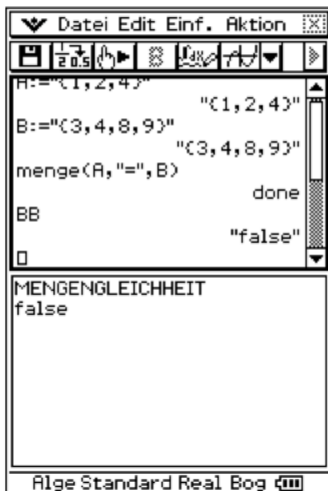 Datei Edit Einf. Aktion
A:="{1,2,4}"
"{1,2,4}"
B:="{3,4,8,9}"
"{3,4,8,9}"
menge(A,"=",B)
done
BB
"false"
MENGENGLEICHHEIT
false
Alge Standard Real Bog